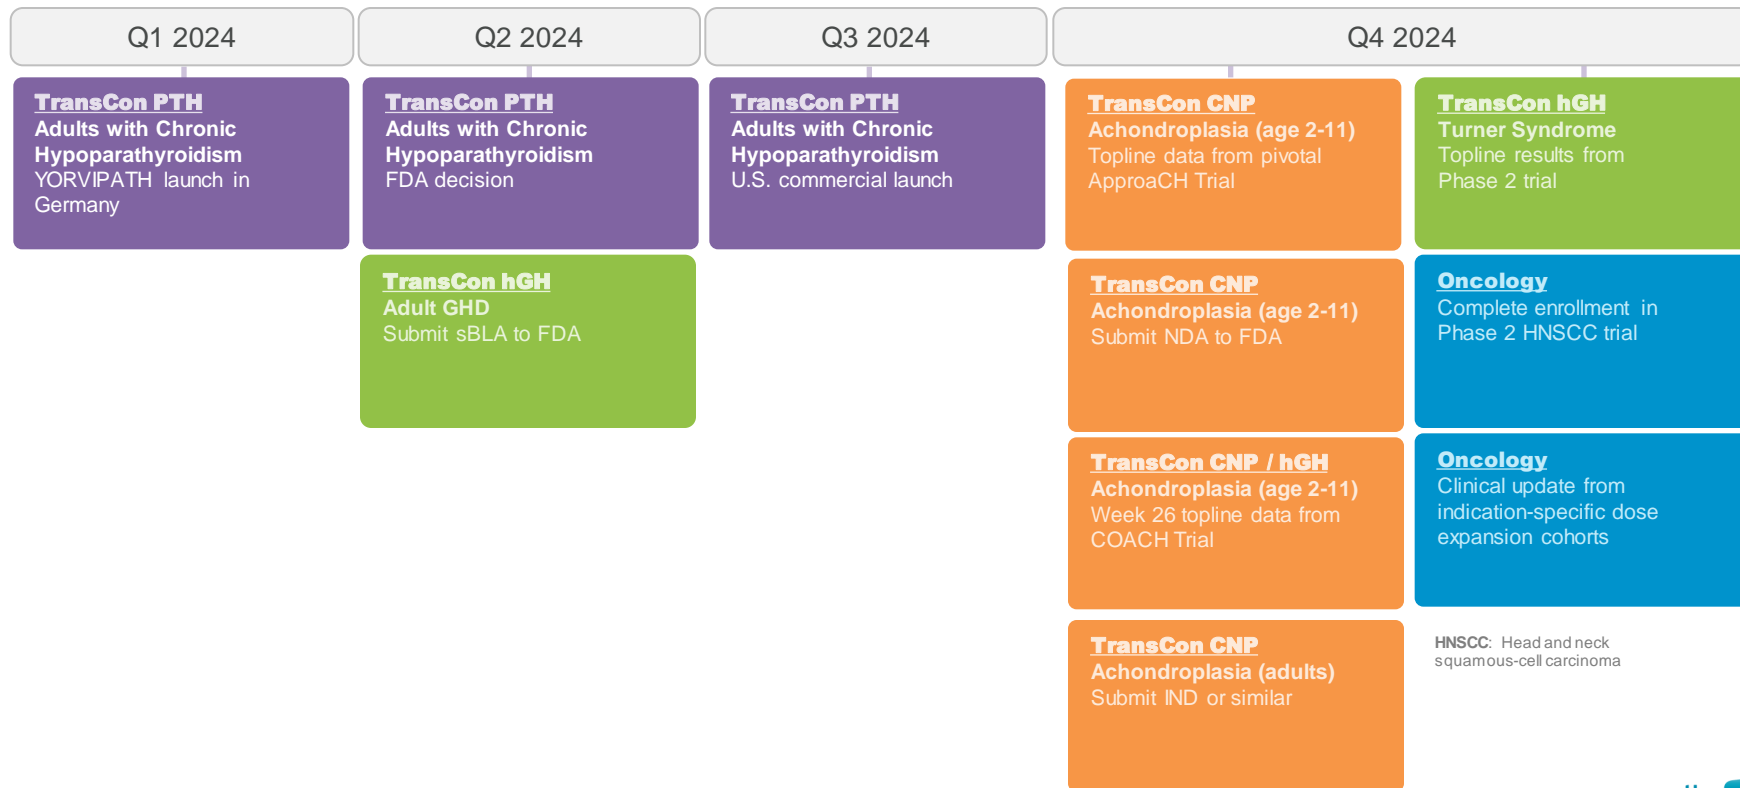 Q1 2024
Q2 2024
Q3 2024
Q4 2024
TransCon PTH
Adults with Chronic
Hypoparathyroidism
YORVIPATH launch in
Germany
TransCon PTH
Adults with Chronic
Hypoparathyroidism
FDA decision
TransCon hGH
Adult GHD
Submit sBLA to FDA
TransCon PTH
Adults with Chronic
Hypoparathyroidism
U.S. commercial launch
TransCon CNP
Achondroplasia (age 2-11)
Topline data from pivotal
ApproaCH Trial
TransCon CNP
Achondroplasia (age 2-11)
Submit NDA to FDA
TransCon CNP / hGH
Achondroplasia (age 2-11)
Week 26 topline data from
COACH Trial
TransCon CNP
Achondroplasia (adults)
Submit IND or similar
TransCon hGH
Turner Syndrome
Topline results from
Phase 2 trial
Oncology
Complete enrollment in
Phase 2 HNSCC trial
Oncology
Clinical update from
indication-specific dose
expansion cohorts
HNSCC: Head and neck
squamous-cell carcinoma